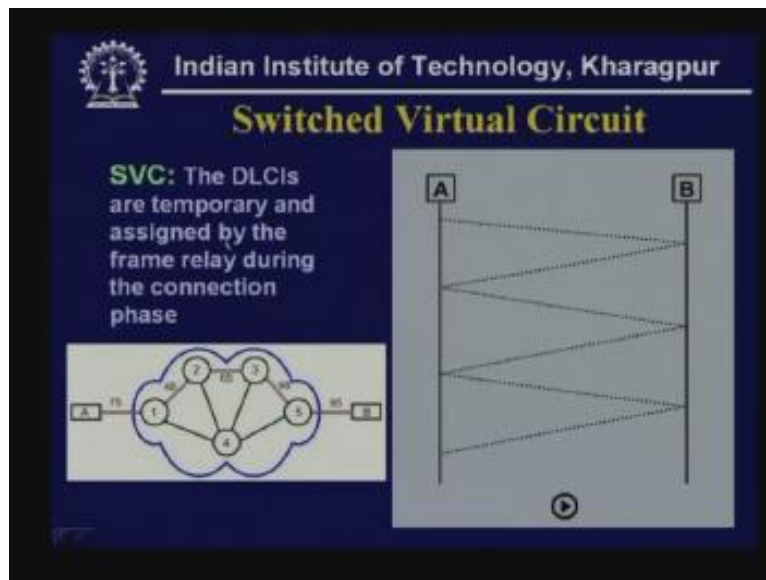 Indian Institute of Technology, Kharagpur
Switched Virtual Circuit
SVC: The DLCIs
are temporary and
assigned by the
frame relay during
the connection
phase
A
B
A
75
1
2
3
4
5
B